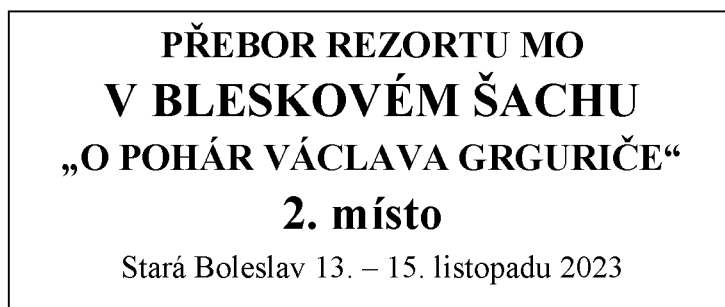 PŘEBOR REZORTU MO
V BLESKOVÉM ŠACHU
„O POHÁR VÁCLAVA GRGURIČE“
2. místo
Stará Boleslav 13. – 15. listopadu 2023